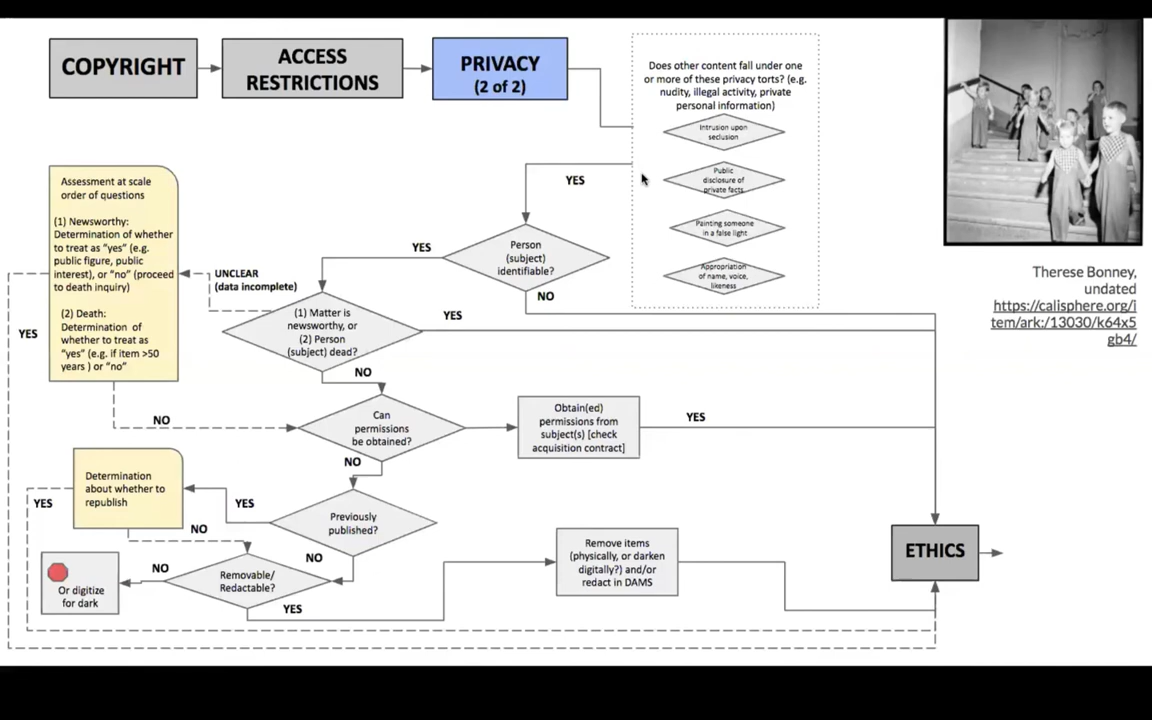 COPYRIGHT
ACCESS
RESTRICTIONS
PRIVACY
(2 of 2)
Does other content fall under one
or more of these privacy torts? (e.g.
nudity, illegal activity, private
personal information)
Intrusion upon
seclusion
Public
disclosure of
private facts
Painting someone
in a false light
Appropriation
of name, voice,
likeness
YES
Person
(subject)
identifiable?
YES
NO
Assessment at scale
order of questions
(1) Newsworthy:
Determination of whether
to treat as "yes" (e.g.
public figure, public
interest), or "no" (proceed
to death inquiry)
(2) Death:
Determination of
whether to treat as
"yes" (e.g. if item >50
years ) or "no"
UNCLEAR
(data incomplete)
YES
(1) Matter is
newsworthy, or
(2) Person
(subject) dead?
YES
NO
NO
Can
permissions
be obtained?
Obtain(ed)
permissions from
subject(s) [check
acquisition contract]
YES
NO
Determination
about whether to
republish
YES
YES
NO
Previously
published?
NO
Removable/
Redactable?
NO
Or digitize
for dark
YES
Remove items
(physically, or darken
digitally?) and/or
redact in DAMS
ETHICS
Therese Bonney,
undated
https://calisphere.org/i
tem/ark:/13030/k64x5
gb4/